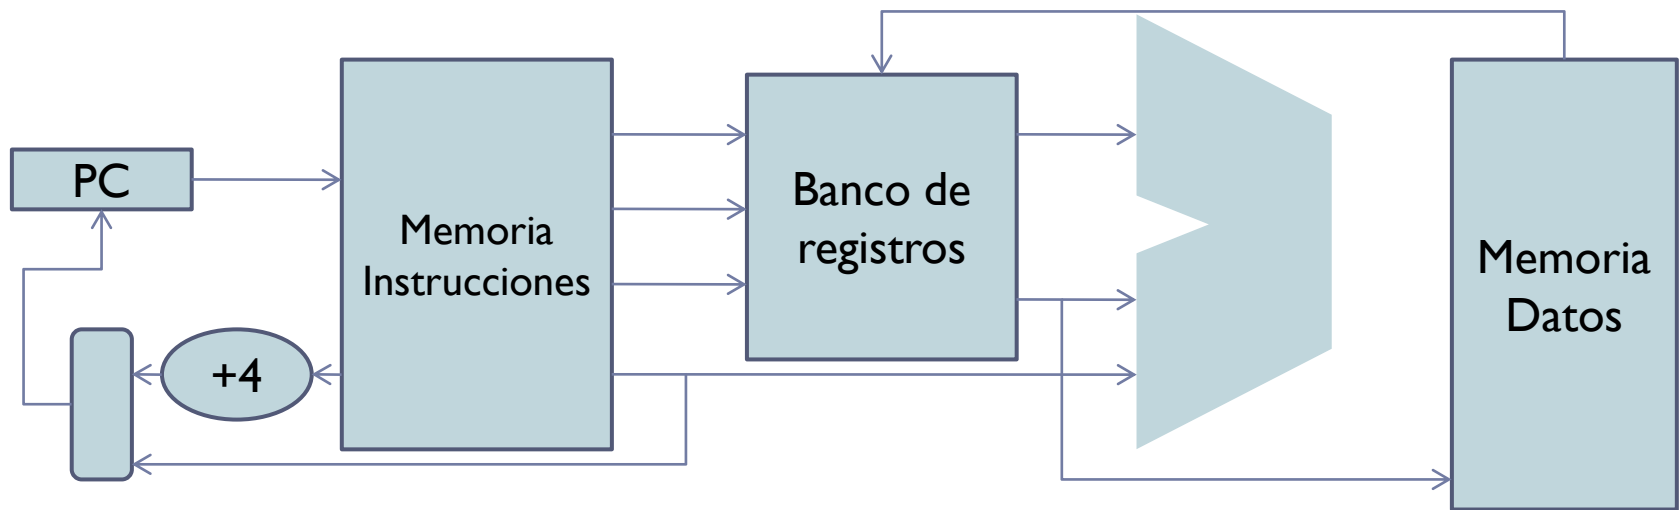 PC
+4
Memoria
Instrucciones
Banco de
registros
Memoria
Datos